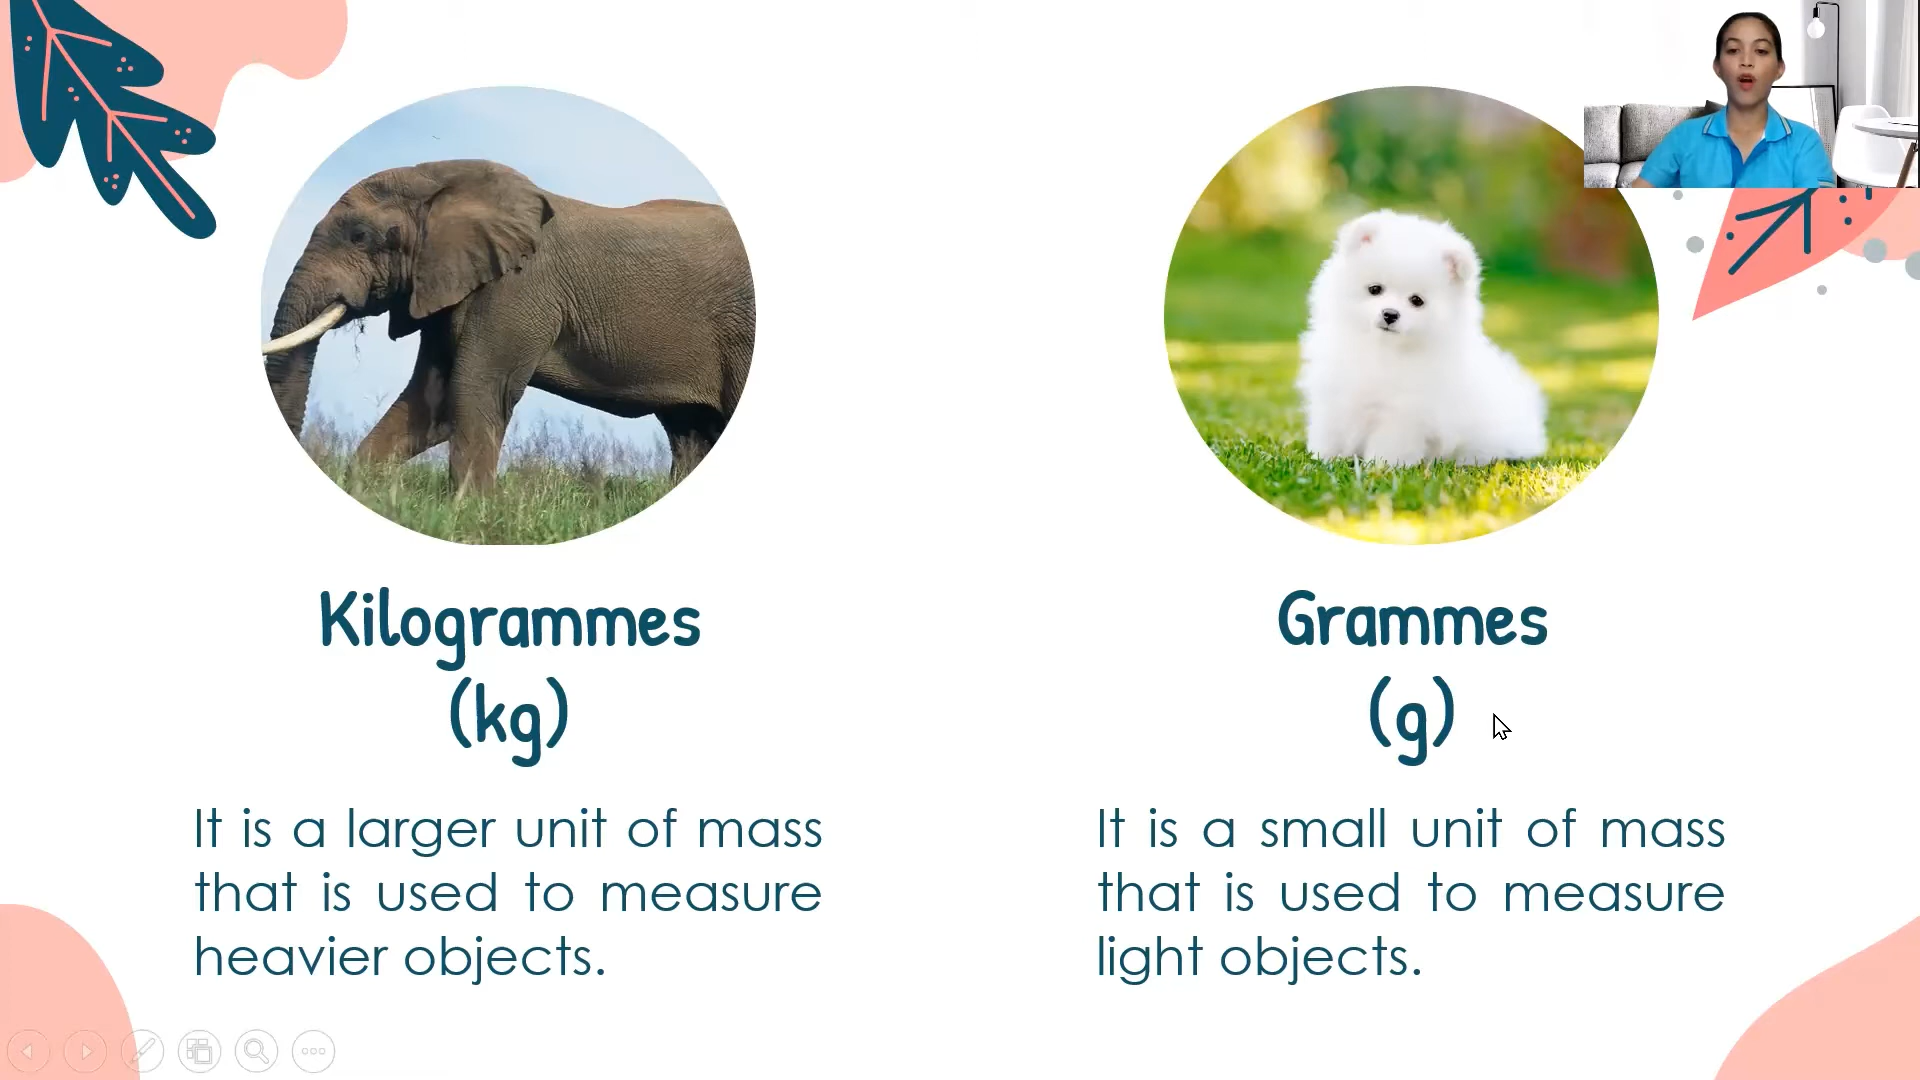 Kilogrammes
(kg)
It is a larger unit of mass
that is used to measure
heavier objects.
Grammes
(g)
It is a small unit of mass
that is used to measure
light objects.